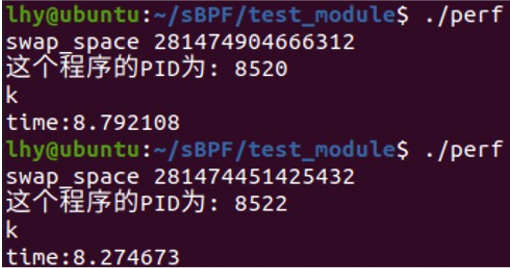 lhy@ubuntu:~/sBPF/test_module$ ./perf
swap_space 281474904666312
这个程序的PID为: 8520
k
time:8.792108
lhy@ubuntu:~/sBPF/test_module$ ./perf
swap_space 281474451425432
这个程序的PID为: 8522
k
time:8.274673